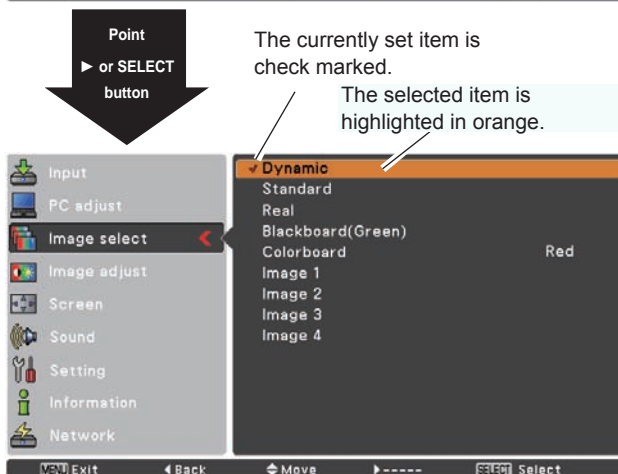 Point
► or SELECT
button
The currently set item is
check marked.
The selected item is
highlighted in orange.
Input
PC adjust
Image select
Image adjust
Screen
Sound
Setting
Information
Network
Dynamic
Standard
Real
Blackboard(Green)
Colorboard Red
Image 1
Image 2
Image 3
Image 4
MENU Exit ◄Back Move ►----- SELECT Select